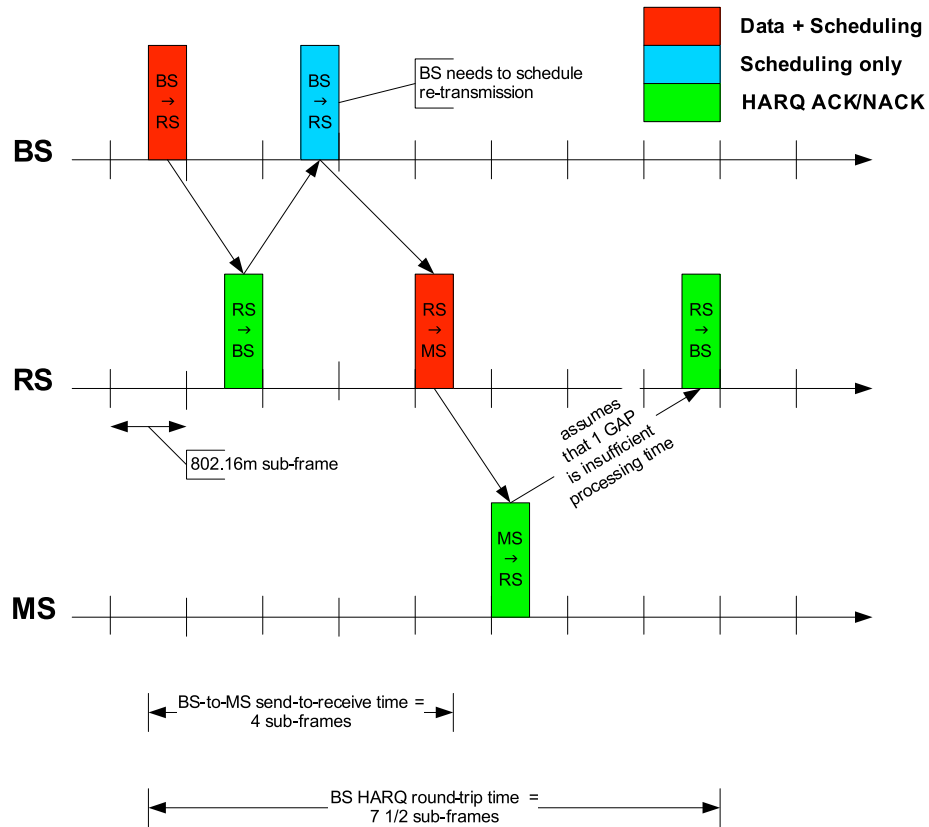 Data + Scheduling
Scheduling only
HARQ ACK/NACK
BS
→
RS
BS
→
RS
BS needs to schedule
re-transmission
BS
RS
→
BS
RS
→
MS
RS
→
BS
RS
802.16m sub-frame
assumes
that 1 GAP
is insufficient
processing time
MS
→
RS
MS
BS-to-MS send-to-receive time =
4 sub-frames
BS HARQ round-trip time =
7 1/2 sub-frames